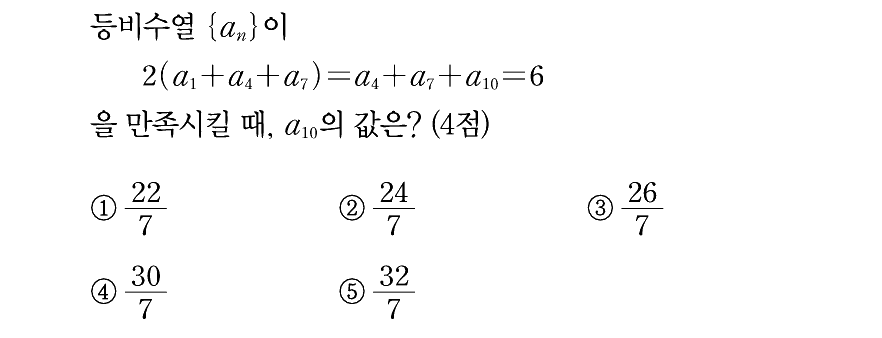 등비수열 {aₙ}이
2(a₁+a₄+a₇)=a₄+a₇+a₁₀=6
을 만족시킬 때, a₁₀의 값은? (4점)
① 22/7 ② 24/7 ③ 26/7
④ 30/7 ⑤ 32/7